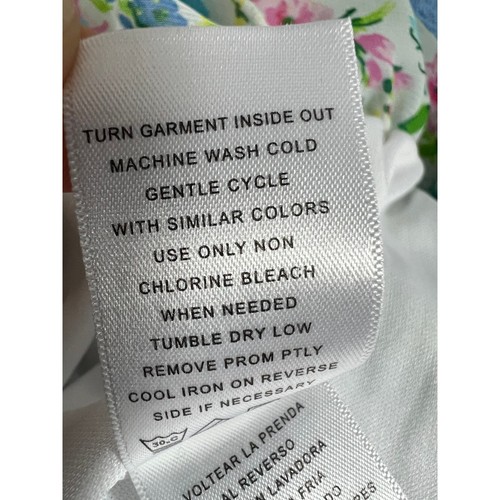 TURN GARMENT INSIDE OUT
MACHINE WASH COLD
GENTLE CYCLE
WITH SIMILAR COLORS
USE ONLY NON
CHLORINE BLEACH
WHEN NEEDED
TUMBLE DRY LOW
REMOVE PROM PTLY
COOL IRON ON REVERSE
SIDE IF NECESSARY
30.C
VOLTEAR LA PRENDA
AL REVERSO
LAVADORA
FRIA